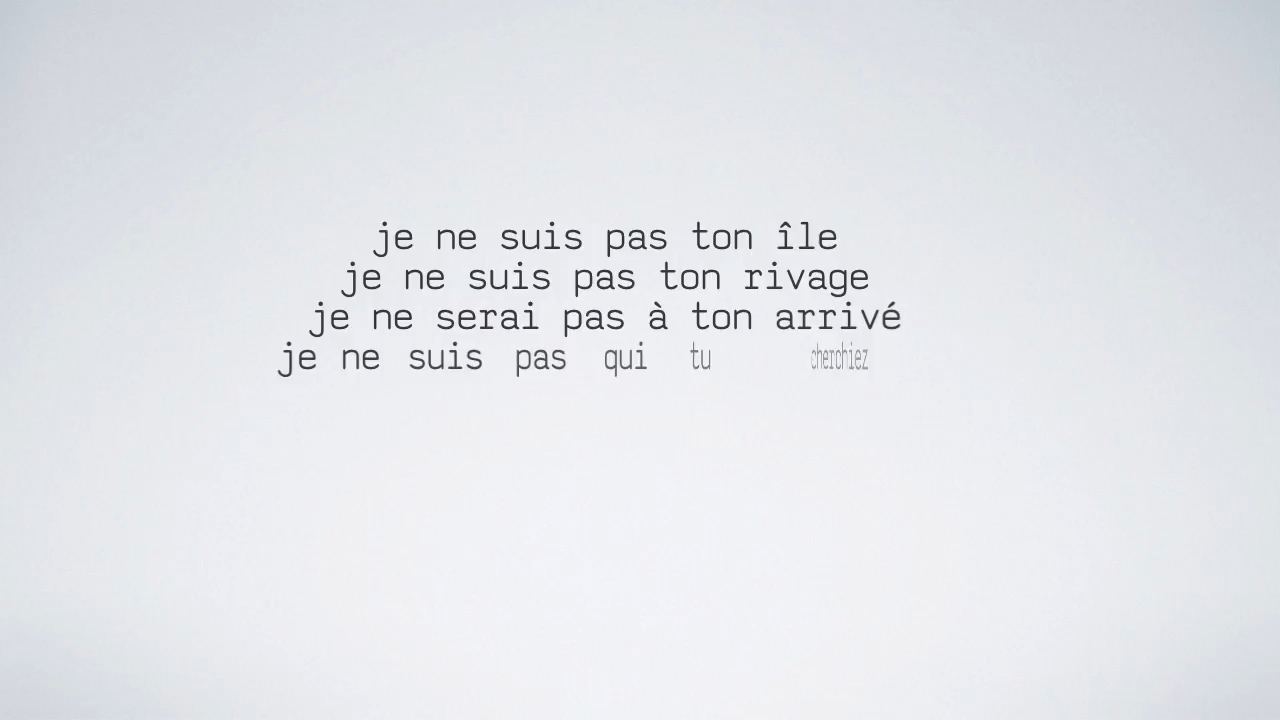 je ne suis pas ton île
je ne suis pas ton rivage
je ne serai pas à ton arrivé
je ne suis pas qui tu cherchiez